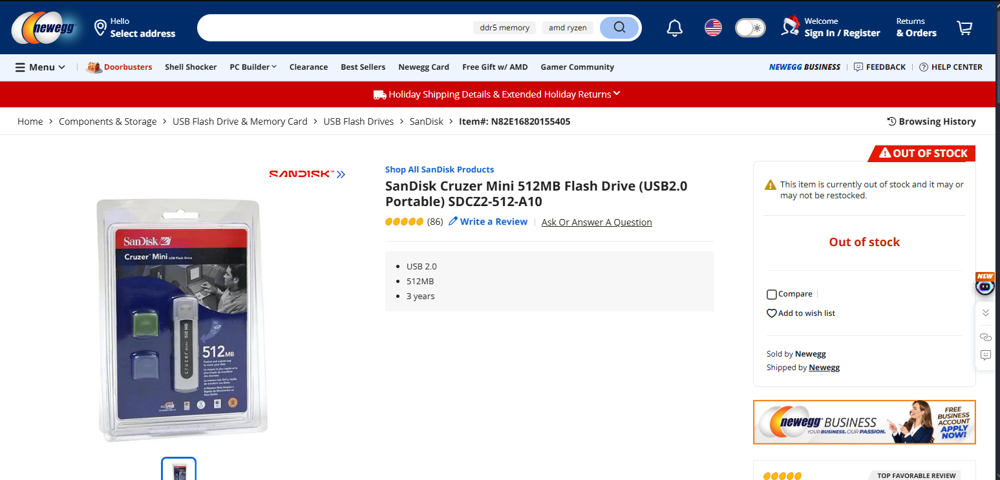 newegg
Hello
Select address
ddr5 memory
amd ryzen
Welcome
Sign In / Register
Returns
& Orders
Menu
Doorbusters
Shell Shocker
PC Builder
Clearance
Best Sellers
Newegg Card
Free Gift w/ AMD
Gamer Community
NEWEGG BUSINESS
FEEDBACK
HELP CENTER
Holiday Shipping Details & Extended Holiday Returns
Home > Components & Storage > USB Flash Drive & Memory Card > USB Flash Drives > SanDisk > Item#: N82E16820155405
Browsing History
OUT OF STOCK
SANDISK™
SanDisk
Cruzer™ Mini USB Flash Drive
cruzer mini 512 MB
512MB
2
Shop All SanDisk Products
SanDisk Cruzer Mini 512MB Flash Drive (USB2.0
Portable) SDCZ2-512-A10
(86)
Write a Review
Ask Or Answer A Question
USB 2.0
512MB
3 years
This item is currently out of stock and it may or
may not be restocked.
Out of stock
Compare
Add to wish list
Sold by Newegg
Shipped by Newegg
NEW
newegg BUSINESS
YOUR BUSINESS. OUR PASSION.
FREE
BUSINESS
ACCOUNT
APPLY
NOW!
TOP FAVORABLE REVIEW